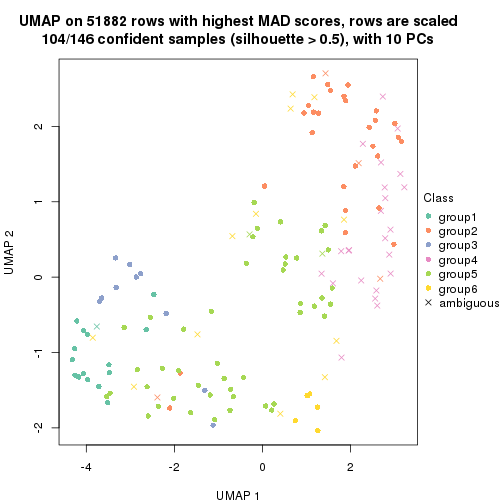 UMAP on 51882 rows with highest MAD scores, rows are scaled
104/146 confident samples (silhouette > 0.5), with 10 PCs
2
1
0
-1
-2
UMAP 2
-4
-2
0
2
UMAP 1
Class
group1
group2
group3
group4
group5
group6
ambiguous